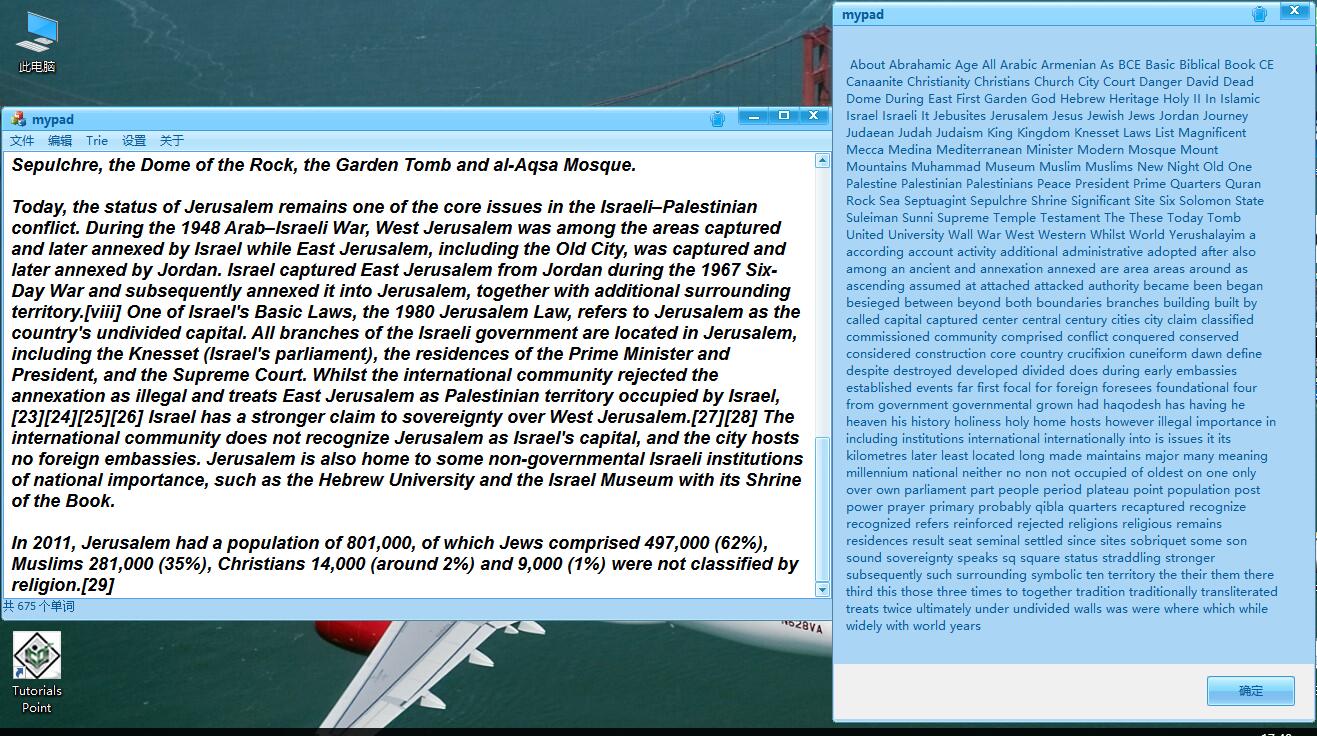 此电脑
mypad
文件 编辑 Trie 设置 关于
Sepulchre, the Dome of the Rock, the Garden Tomb and al-Aqsa Mosque.
Today, the status of Jerusalem remains one of the core issues in the Israeli–Palestinian
conflict. During the 1948 Arab–Israeli War, West Jerusalem was among the areas captured
and later annexed by Israel while East Jerusalem, including the Old City, was captured and
later annexed by Jordan. Israel captured East Jerusalem from Jordan during the 1967 Six-
Day War and subsequently annexed it into Jerusalem, together with additional surrounding
territory.[viii] One of Israel's Basic Laws, the 1980 Jerusalem Law, refers to Jerusalem as the
country's undivided capital. All branches of the Israeli government are located in Jerusalem,
including the Knesset (Israel's parliament), the residences of the Prime Minister and
President, and the Supreme Court. Whilst the international community rejected the
annexation as illegal and treats East Jerusalem as Palestinian territory occupied by Israel,
[23][24][25][26] Israel has a stronger claim to sovereignty over West Jerusalem.[27][28] The
international community does not recognize Jerusalem as Israel's capital, and the city hosts
no foreign embassies. Jerusalem is also home to some non-governmental Israeli institutions
of national importance, such as the Hebrew University and the Israel Museum with its Shrine
of the Book.
In 2011, Jerusalem had a population of 801,000, of which Jews comprised 497,000 (62%),
Muslims 281,000 (35%), Christians 14,000 (around 2%) and 9,000 (1%) were not classified by
religion.[29]
共 675 个单词
Tutorials
Point
N628VA
mypad
About Abrahamic Age All Arabic Armenian As BCE Basic Biblical Book CE
Canaanite Christianity Christians Church City Court Danger David Dead
Dome During East First Garden God Hebrew Heritage Holy II In Islamic
Israel Israeli It Jebusites Jerusalem Jesus Jewish Jews Jordan Journey
Judaean Judah Judaism King Kingdom Knesset Laws List Magnificent
Mecca Medina Mediterranean Minister Modern Mosque Mount
Mountains Muhammad Museum Muslim Muslims New Night Old One
Palestine Palestinian Palestinians Peace President Prime Quarters Quran
Rock Sea Septuagint Sepulchre Shrine Significant Site Six Solomon State
Suleiman Sunni Supreme Temple Testament The These Today Tomb
United University Wall War West Western Whilst World Yerushalayim a
according account activity additional administrative adopted after also
among an ancient and annexation annexed are area areas around as
ascending assumed at attached attacked authority became been began
besieged between beyond both boundaries branches building built by
called capital captured center central century cities city claim classified
commissioned community comprised conflict conquered conserved
considered construction core country crucifixion cuneiform dawn define
despite destroyed developed divided does during early embassies
established events far first focal for foreign foresees foundational four
from government governmental grown had haqodesh has having he
heaven his history holiness holy home hosts however illegal importance in
including institutions international internationally into is issues it its
kilometres later least located long made maintains major many meaning
millennium national neither no non not occupied of oldest on one only
over own parliament part people period plateau point population post
power prayer primary probably qibla quarters recaptured recognize
recognized refers reinforced rejected religions religious remains
residences result seat seminal settled since sites sobriquet some son
sound sovereignty speaks sq square status straddling stronger
subsequently such surrounding symbolic ten territory the their them there
third this those three times to together tradition traditionally transliterated
treats twice ultimately under undivided walls was were where which while
widely with world years
确定